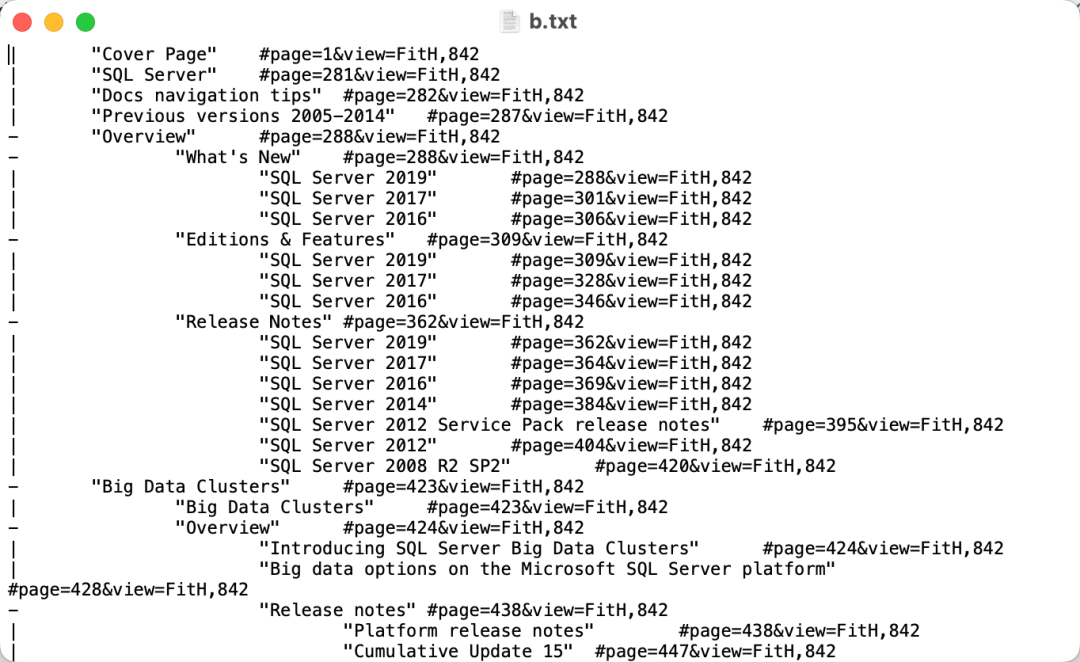 b.txt
| "Cover Page" #page=1&view=FitH,842
| "SQL Server" #page=281&view=FitH,842
| "Docs navigation tips" #page=282&view=FitH,842
| "Previous versions 2005-2014" #page=287&view=FitH,842
- "Overview" #page=288&view=FitH,842
- "What's New" #page=288&view=FitH,842
| "SQL Server 2019" #page=288&view=FitH,842
| "SQL Server 2017" #page=301&view=FitH,842
| "SQL Server 2016" #page=306&view=FitH,842
- "Editions & Features" #page=309&view=FitH,842
| "SQL Server 2019" #page=309&view=FitH,842
| "SQL Server 2017" #page=328&view=FitH,842
| "SQL Server 2016" #page=346&view=FitH,842
- "Release Notes" #page=362&view=FitH,842
| "SQL Server 2019" #page=362&view=FitH,842
| "SQL Server 2017" #page=364&view=FitH,842
| "SQL Server 2016" #page=369&view=FitH,842
| "SQL Server 2014" #page=384&view=FitH,842
| "SQL Server 2012 Service Pack release notes" #page=395&view=FitH,842
| "SQL Server 2012" #page=404&view=FitH,842
| "SQL Server 2008 R2 SP2" #page=420&view=FitH,842
- "Big Data Clusters" #page=423&view=FitH,842
| "Big Data Clusters" #page=423&view=FitH,842
- "Overview" #page=424&view=FitH,842
| "Introducing SQL Server Big Data Clusters" #page=424&view=FitH,842
| "Big data options on the Microsoft SQL Server platform"
#page=428&view=FitH,842
- "Release notes" #page=438&view=FitH,842
| "Platform release notes" #page=438&view=FitH,842
| "Cumulative Update 15" #page=447&view=FitH,842